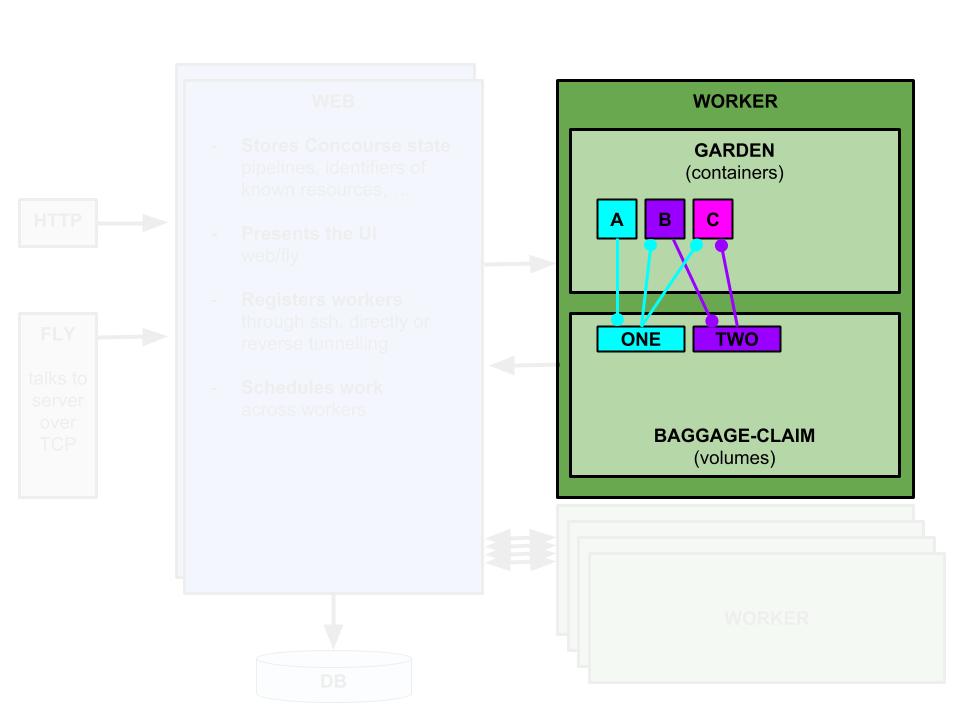 WEB
- Stores Concourse state
pipelines, identifiers of
known resources, ...
- Presents the UI
web/fly
- Registers workers
through ssh, directly or
reverse tunnelling
- Schedules work
across workers
HTTP
FLY
talks to
server
over
TCP
DB
WORKER
GARDEN
(containers)
A B C
ONE TWO
BAGGAGE-CLAIM
(volumes)
WORKER